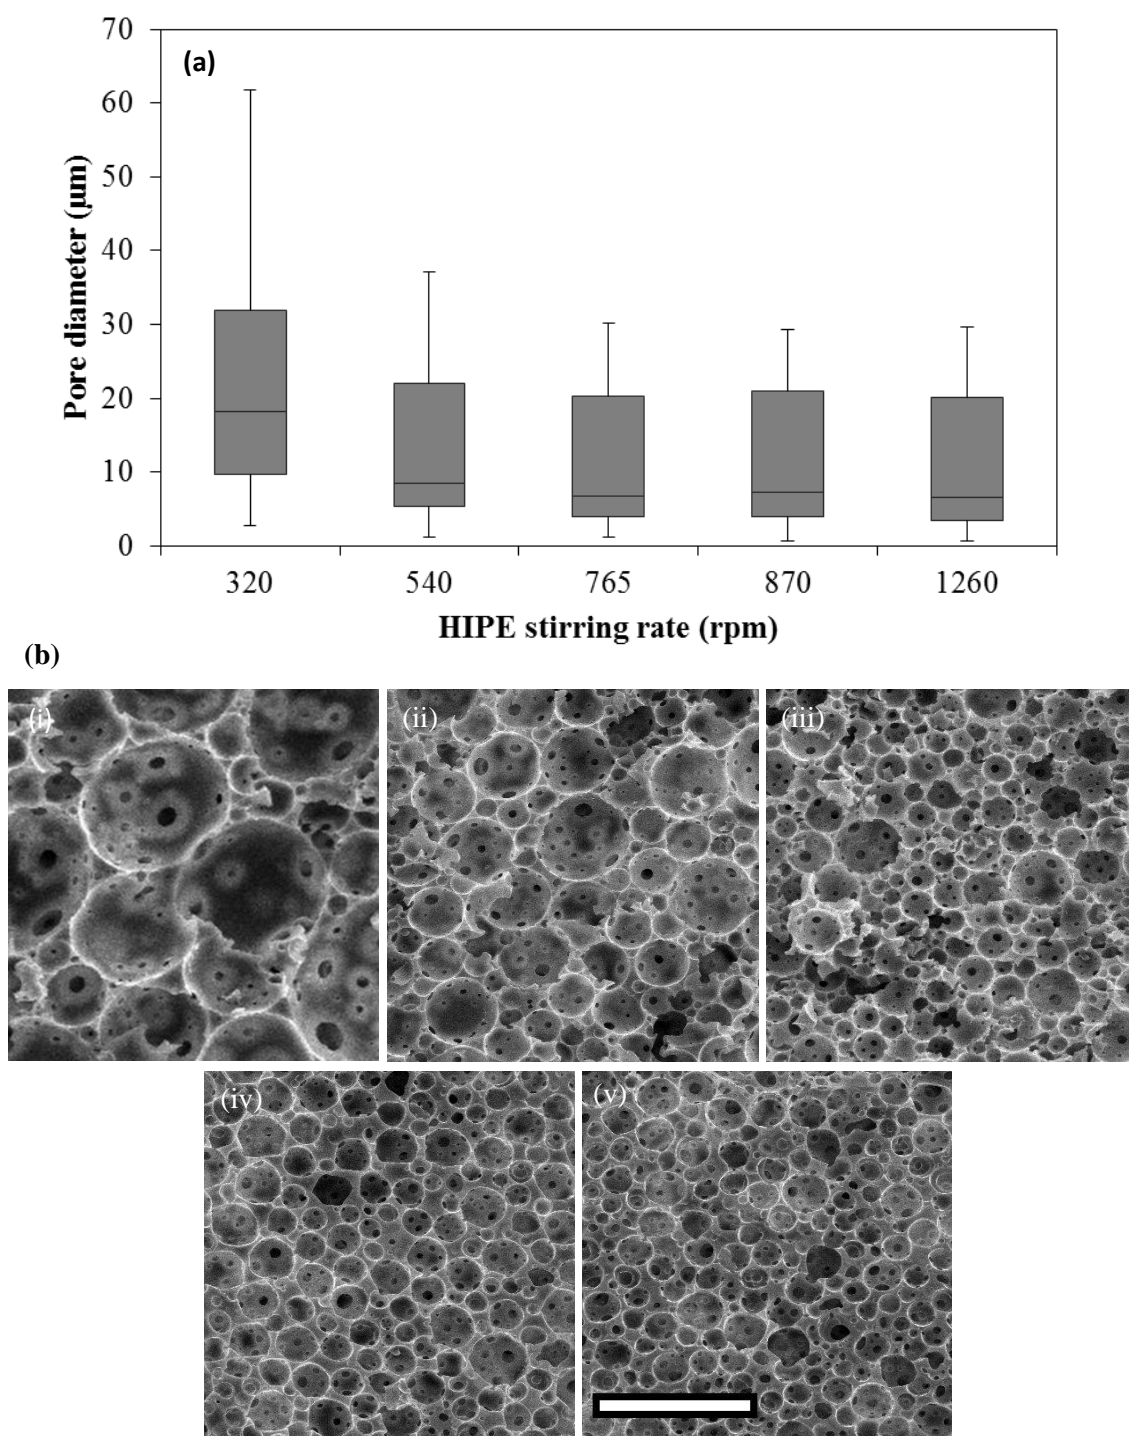 70
(a)
60
50
40
30
20
10
0
Pore diameter (μm)
320 540 765 870 1260
HIPE stirring rate (rpm)
(b)
(i) (ii) (iii)
(iv) (v)